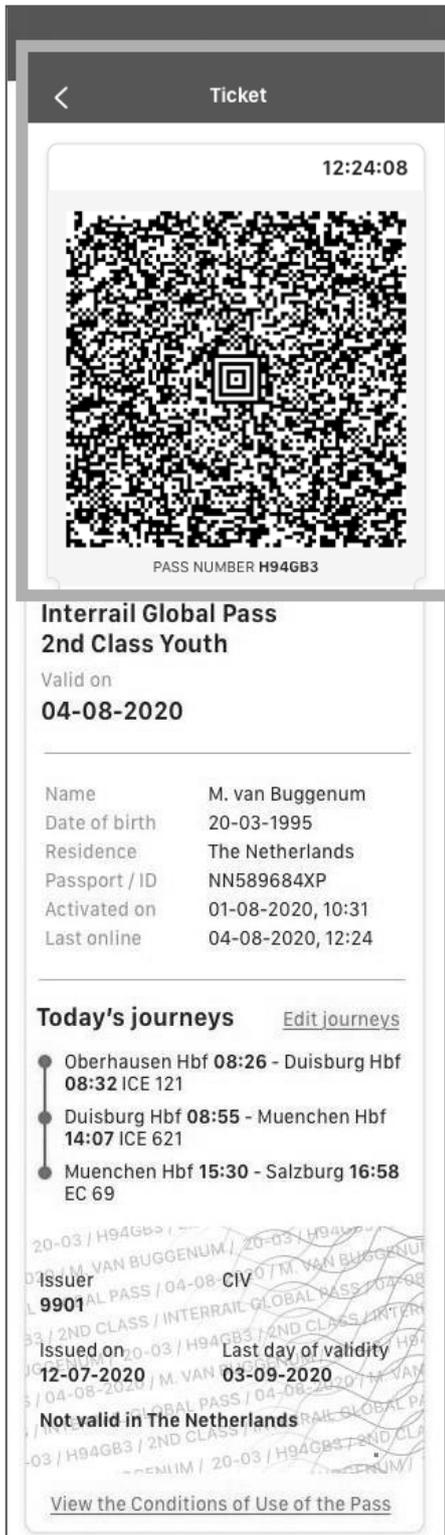 Ticket
12:24:08
PASS NUMBER H94GB3
Interrail Global Pass
2nd Class Youth
Valid on
04-08-2020
Name M. van Buggenum
Date of birth 20-03-1995
Residence The Netherlands
Passport / ID NN589684XP
Activated on 01-08-2020, 10:31
Last online 04-08-2020, 12:24
Today's journeys Edit journeys
Oberhausen Hbf 08:26 - Duisburg Hbf
08:32 ICE 121
Duisburg Hbf 08:55 - Muenchen Hbf
14:07 ICE 621
Muenchen Hbf 15:30 - Salzburg 16:58
EC 69
Issuer CIV
9901
Issued on Last day of validity
12-07-2020 03-09-2020
Not valid in The Netherlands
View the Conditions of Use of the Pass